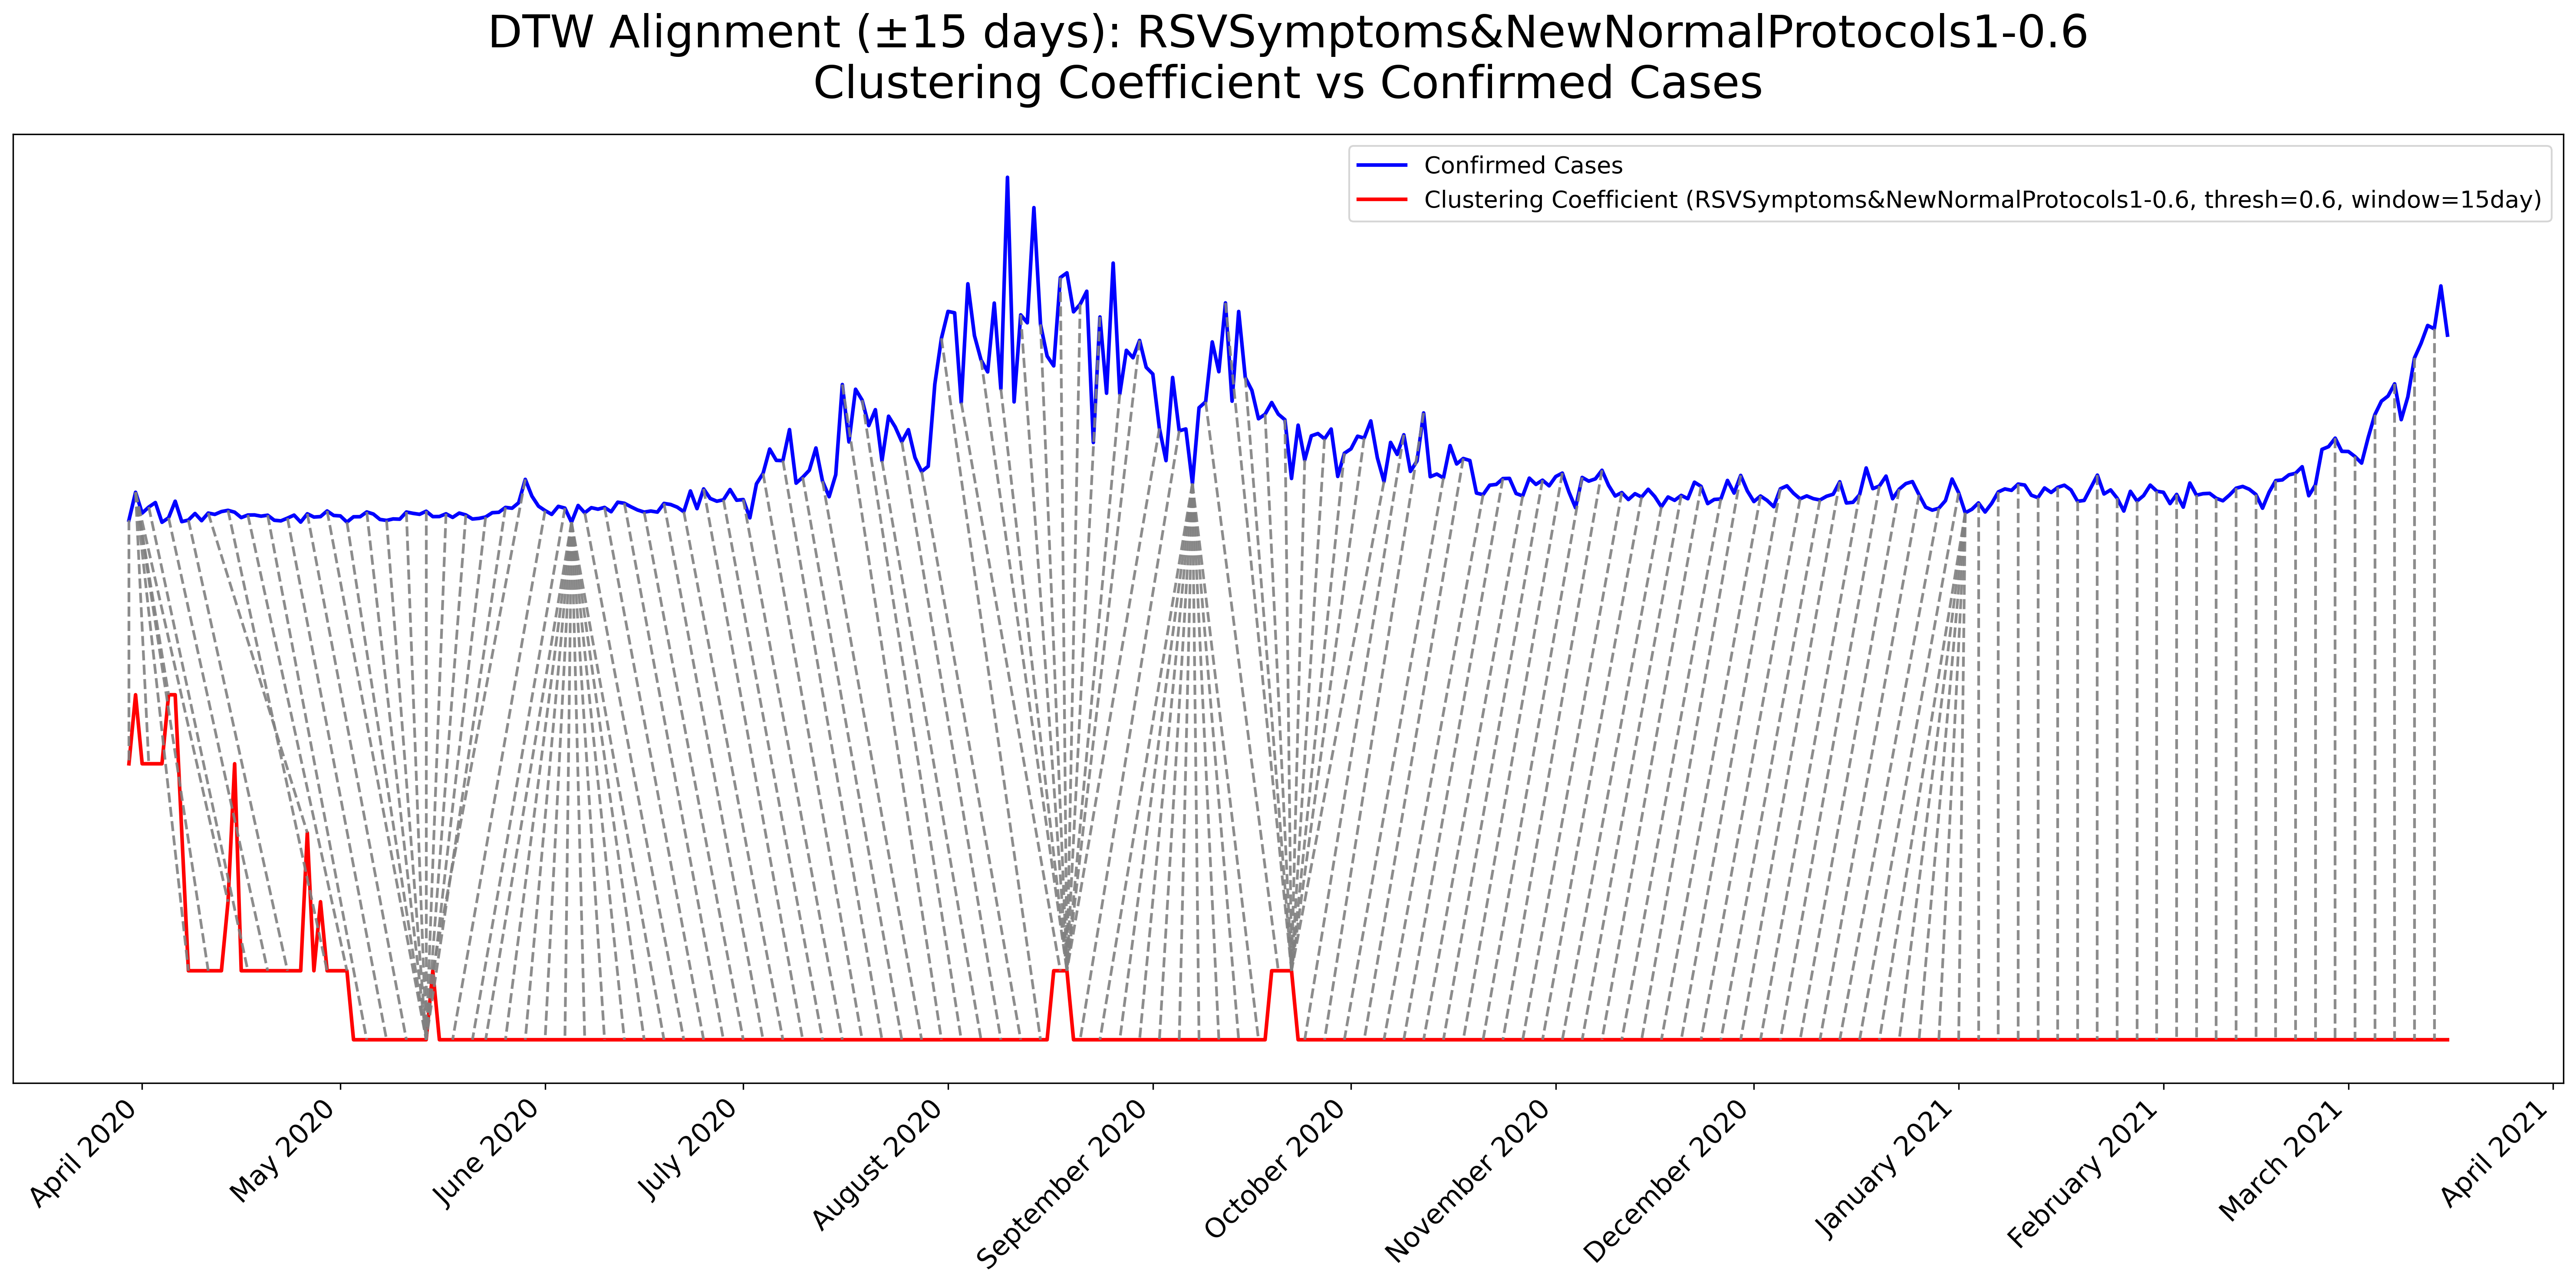 DTW Alignment (±15 days): RSVSymptoms&NewNormalProtocols1-0.6
Clustering Coefficient vs Confirmed Cases
Confirmed Cases
Clustering Coefficient (RSVSymptoms&NewNormalProtocols1-0.6, thresh=0.6, window=15day)
April 2020
May 2020
June 2020
July 2020
August 2020
September 2020
October 2020
November 2020
December 2020
January 2021
February 2021
March 2021
April 2021